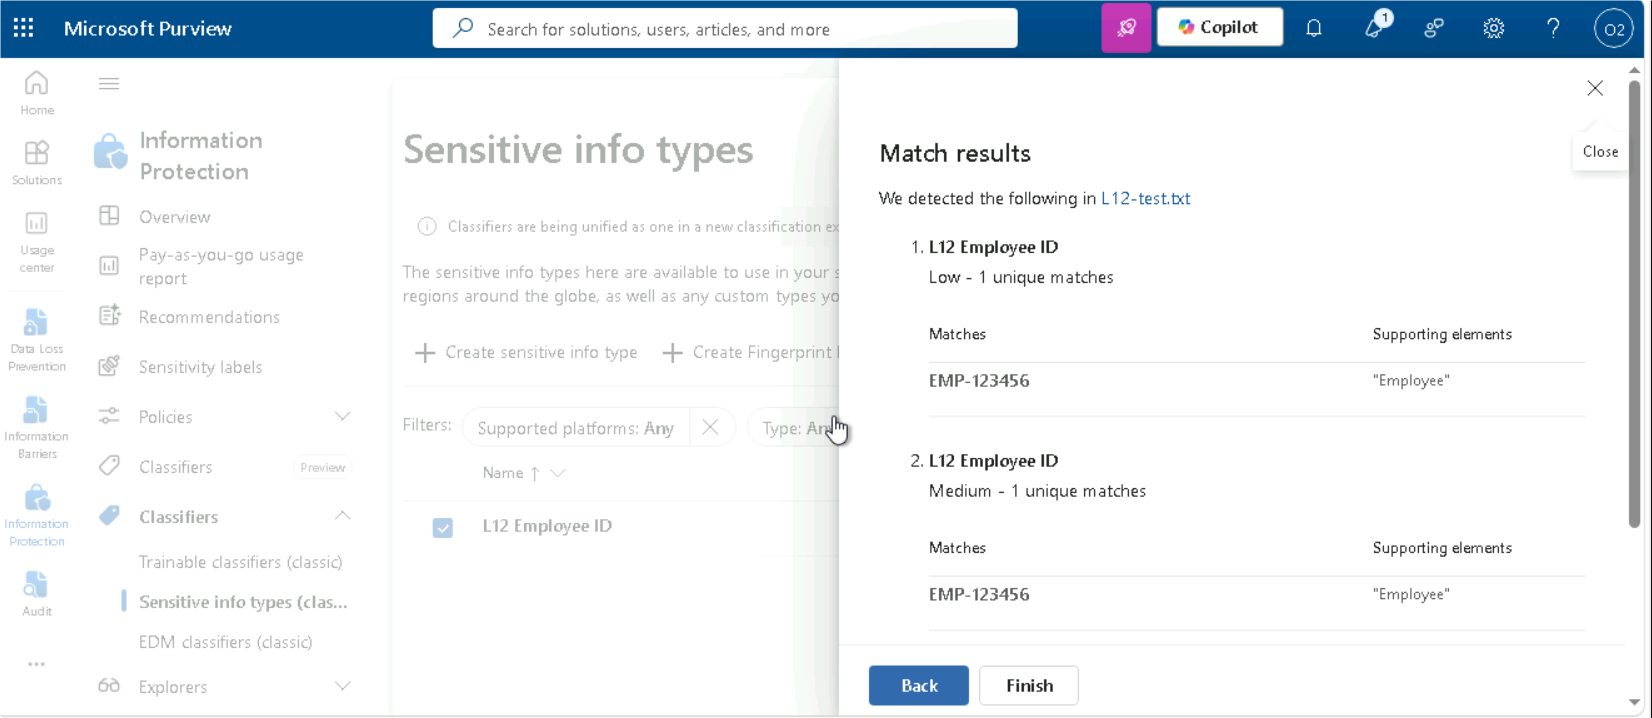 Microsoft Purview
Search for solutions, users, articles, and more
Copilot
1
O2
Home
Solutions
Usage
center
Data Loss
Prevention
Information
Barriers
Information
Protection
Audit
Information
Protection
Overview
Pay-as-you-go usage
report
Recommendations
Sensitivity labels
Policies
Classifiers Preview
Classifiers
Trainable classifiers (classic)
Sensitive info types (clas...
EDM classifiers (classic)
Explorers
Sensitive info types
Classifiers are being unified as one in a new classification ex
The sensitive info types here are available to use in your s
regions around the globe, as well as any custom types yo
Create sensitive info type Create Fingerprint
Filters: Supported platforms: Any Type: An
Name ↑
L12 Employee ID
Close
Match results
We detected the following in L12-test.txt
1. L12 Employee ID
Low - 1 unique matches
Matches Supporting elements
EMP-123456 "Employee"
2. L12 Employee ID
Medium - 1 unique matches
Matches Supporting elements
EMP-123456 "Employee"
Back Finish